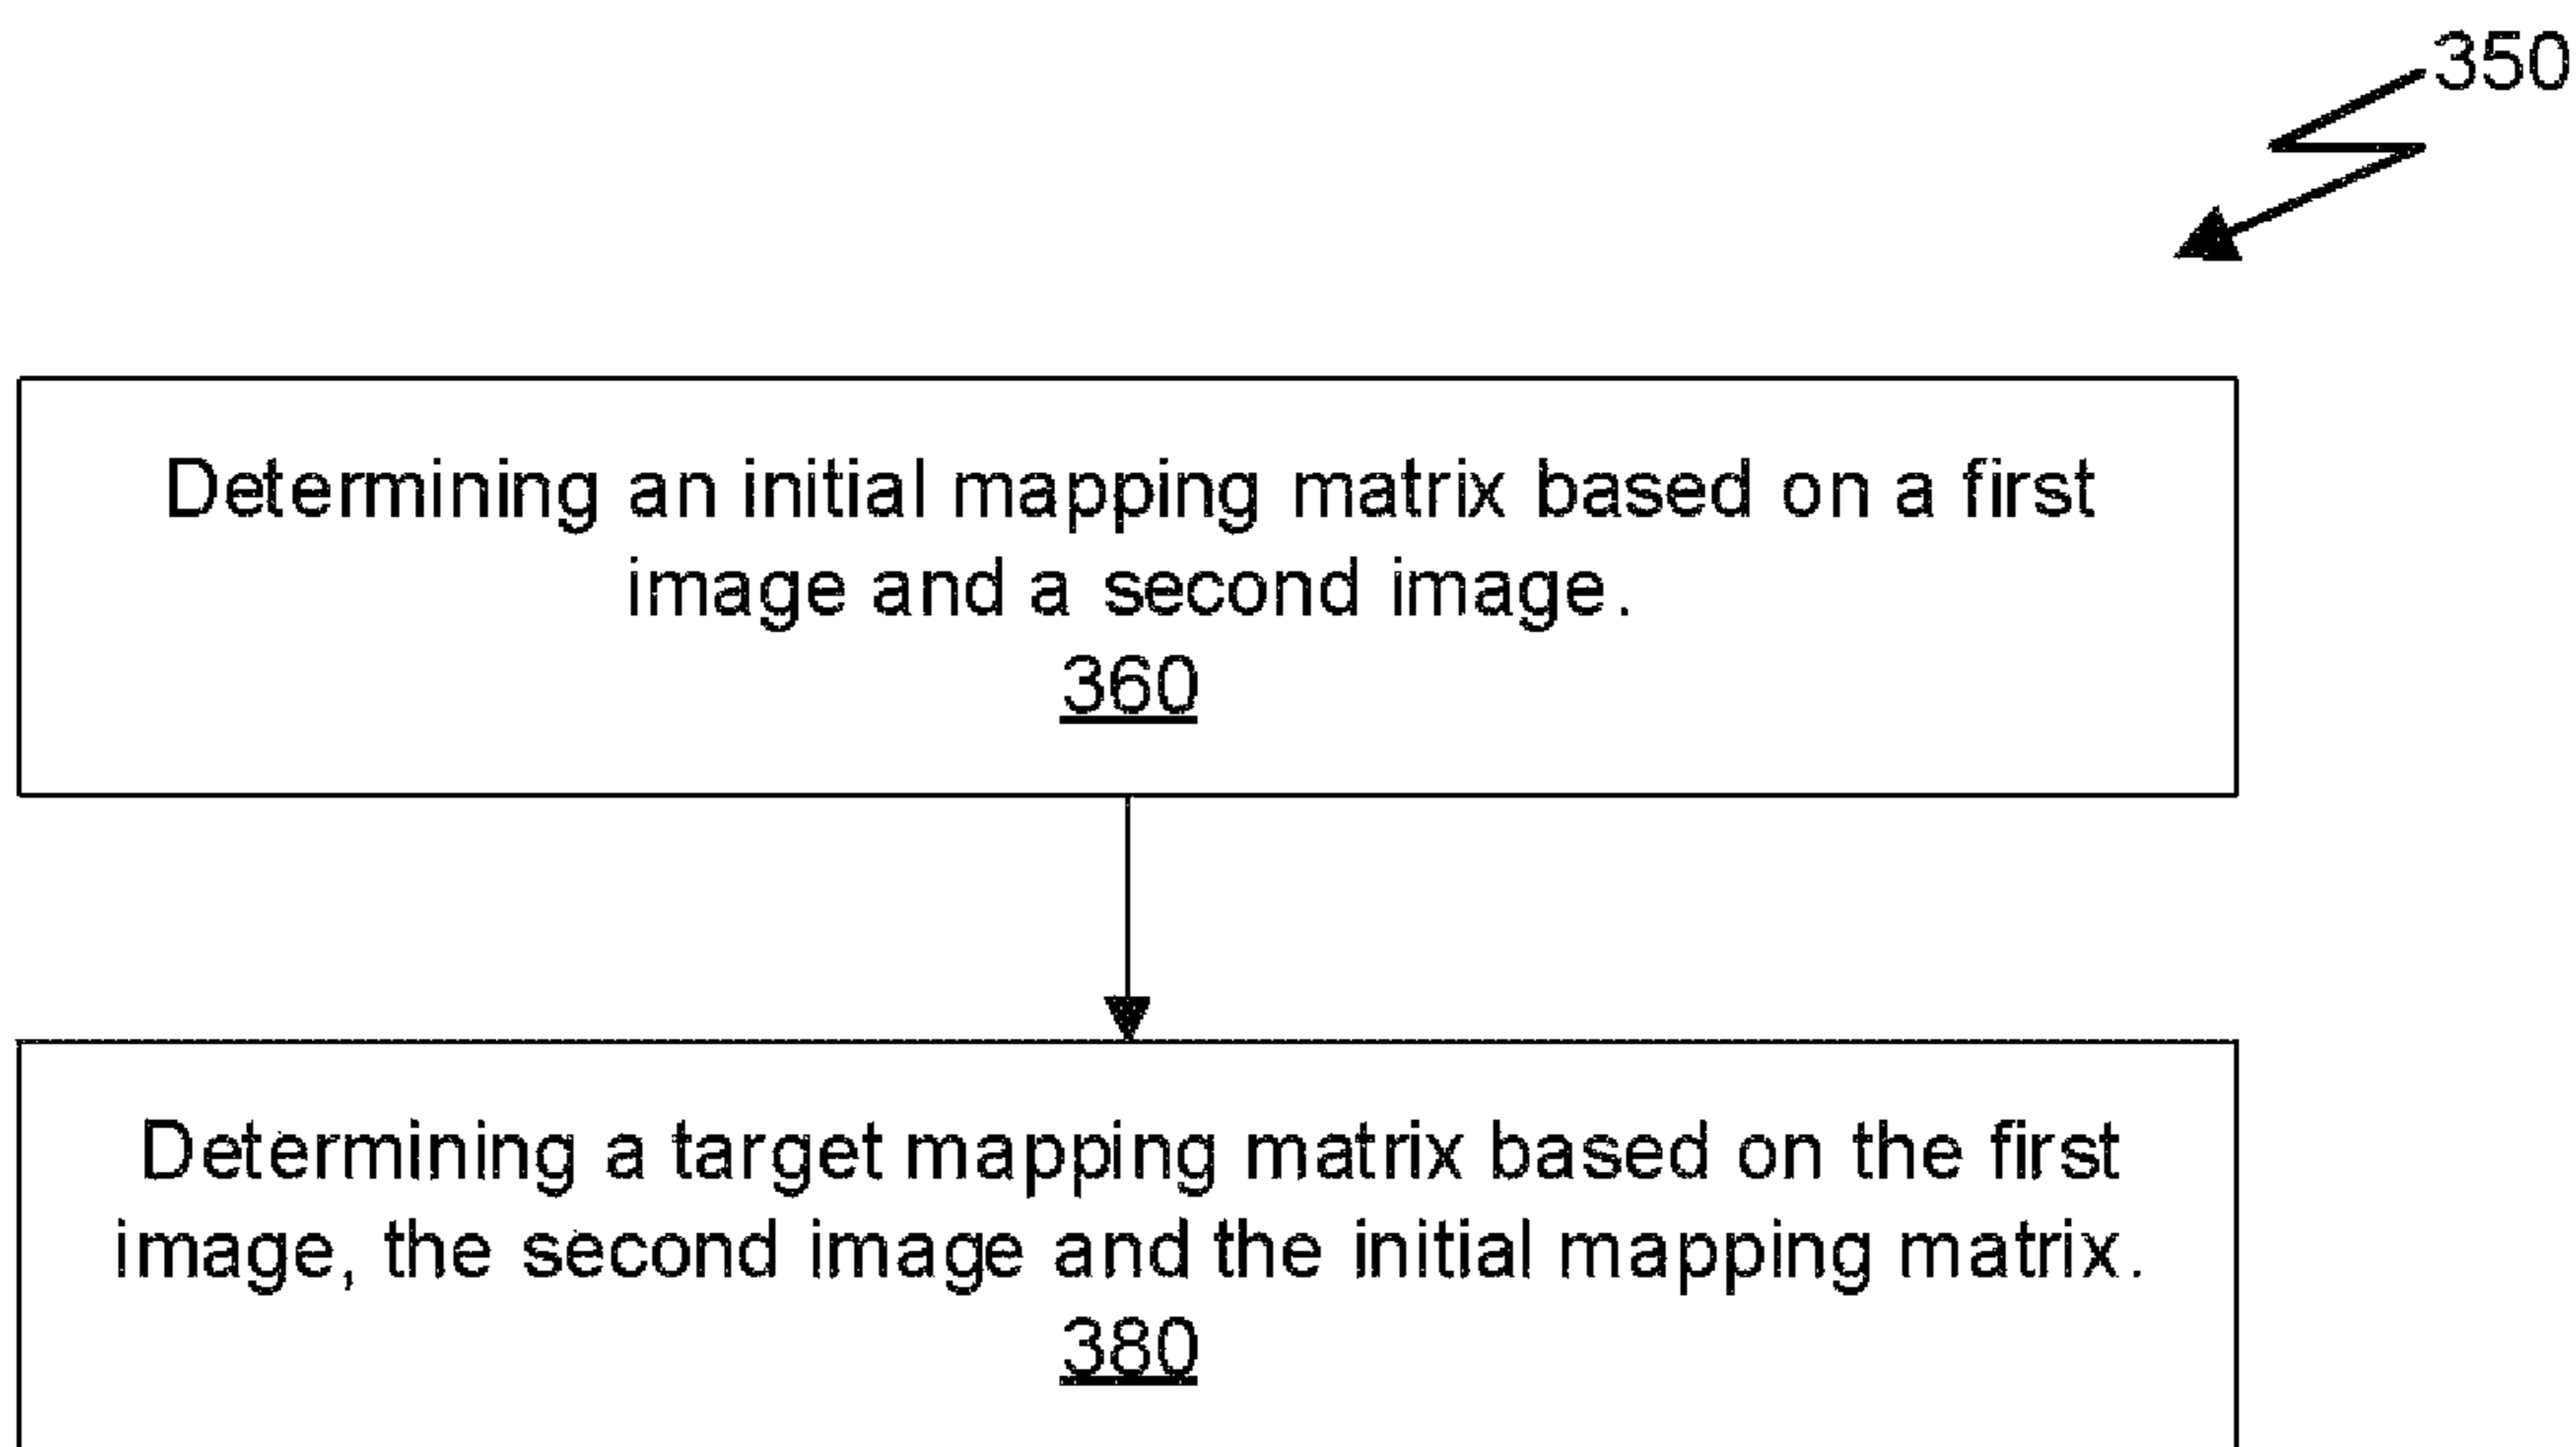 350
Determining an initial mapping matrix based on a first
image and a second image.
360
Determining a target mapping matrix based on the first
image, the second image and the initial mapping matrix.
380